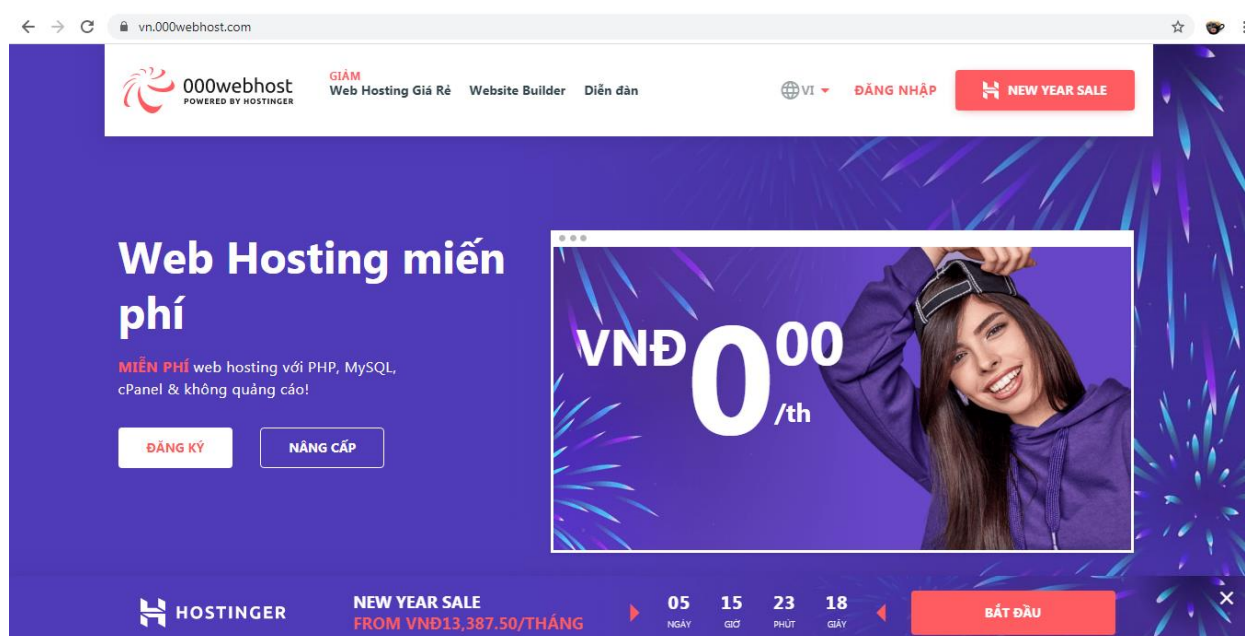 vn.000webhost.com
000webhost
POWERED BY HOSTINGER
GIẢM
Web Hosting Giá Rẻ Website Builder Diễn đàn
VI
ĐĂNG NHẬP
NEW YEAR SALE
Web Hosting miến
phí
MIỄN PHÍ web hosting với PHP, MySQL,
cPanel & không quảng cáo!
ĐĂNG KÝ NÂNG CẤP
VNĐ 0 00
/th
HOSTINGER
NEW YEAR SALE
FROM VNĐ13,387.50/THÁNG
05 15 23 18
NGÀY GIỜ PHÚT GIÂY
BẮT ĐẦU